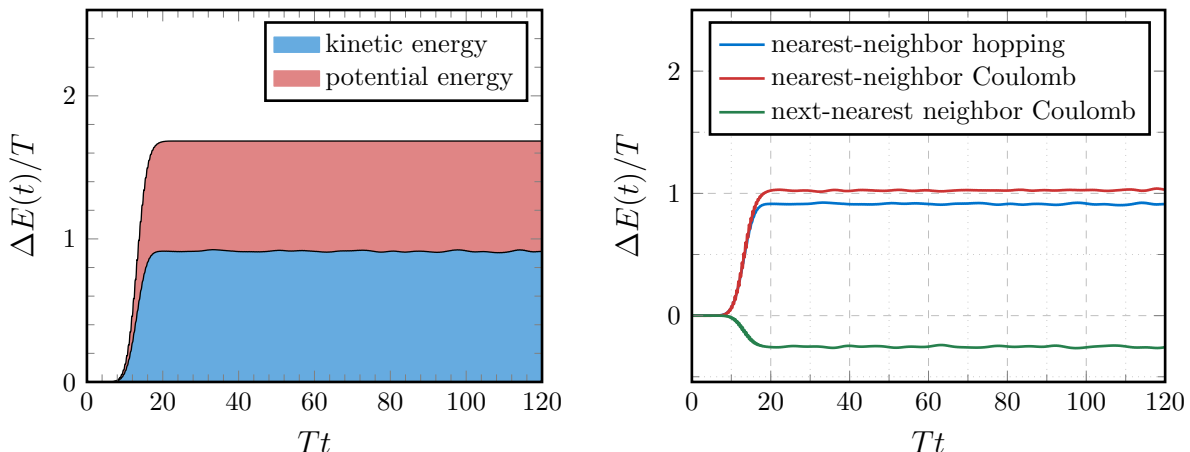 kinetic energy
potential energy
2
1
0
0
20
40
60
80
100
120
Tt
ΔE(t)/T
nearest-neighbor hopping
nearest-neighbor Coulomb
next-nearest neighbor Coulomb
2
1
0
0
20
40
60
80
100
120
Tt
ΔE(t)/T